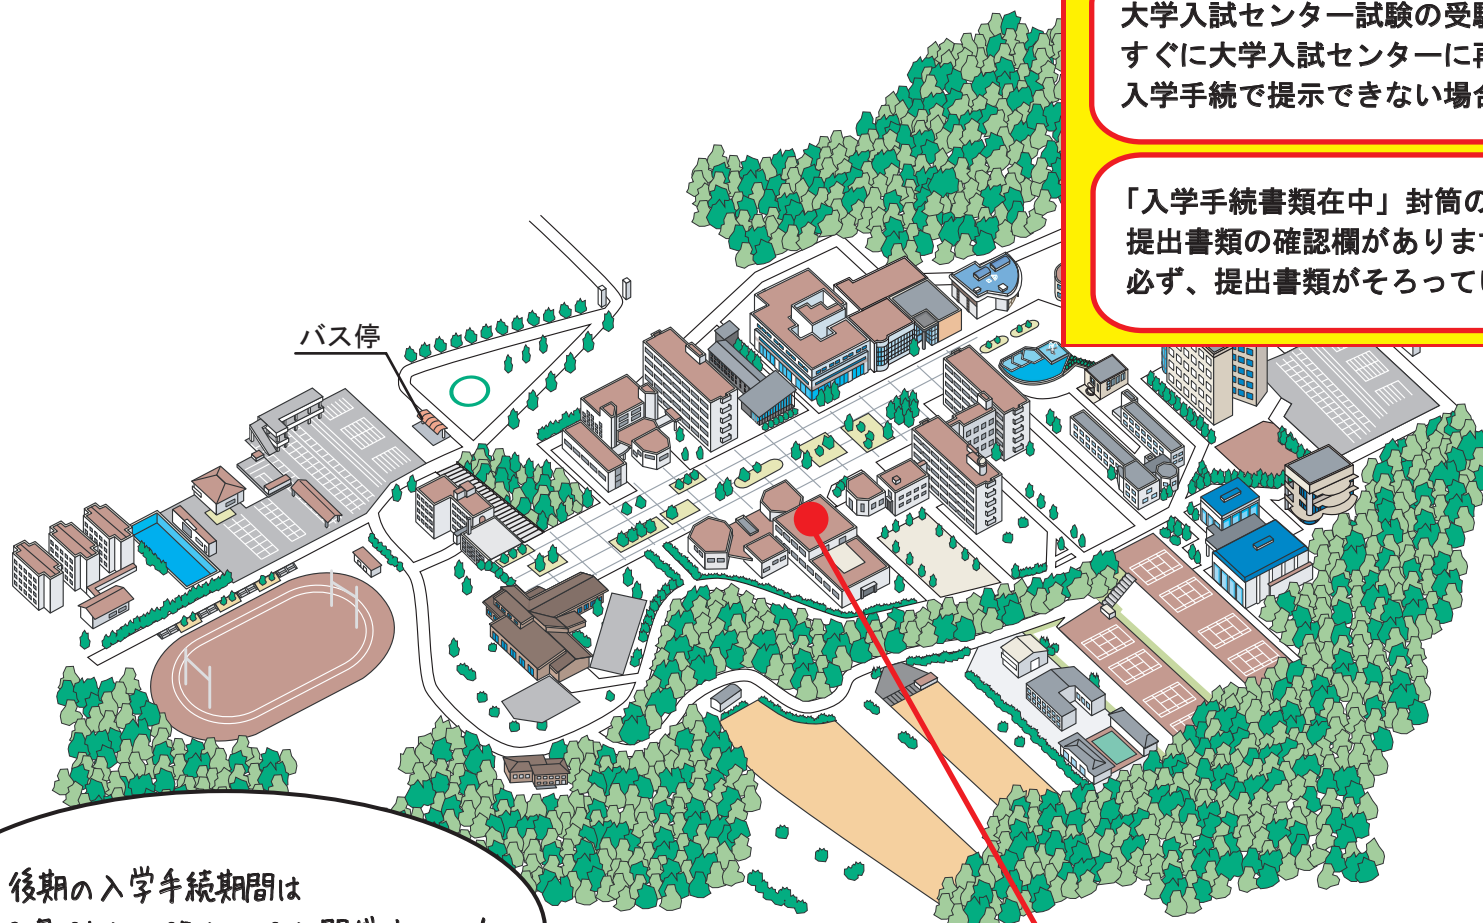 大学入試センター試験の受験
すぐに大学入試センターに再
入学手続で提示できない場合
「入学手続書類在中」封筒の
提出書類の確認欄があります
必ず、提出書類がそろってい
バス停
後期の入学手続期間は